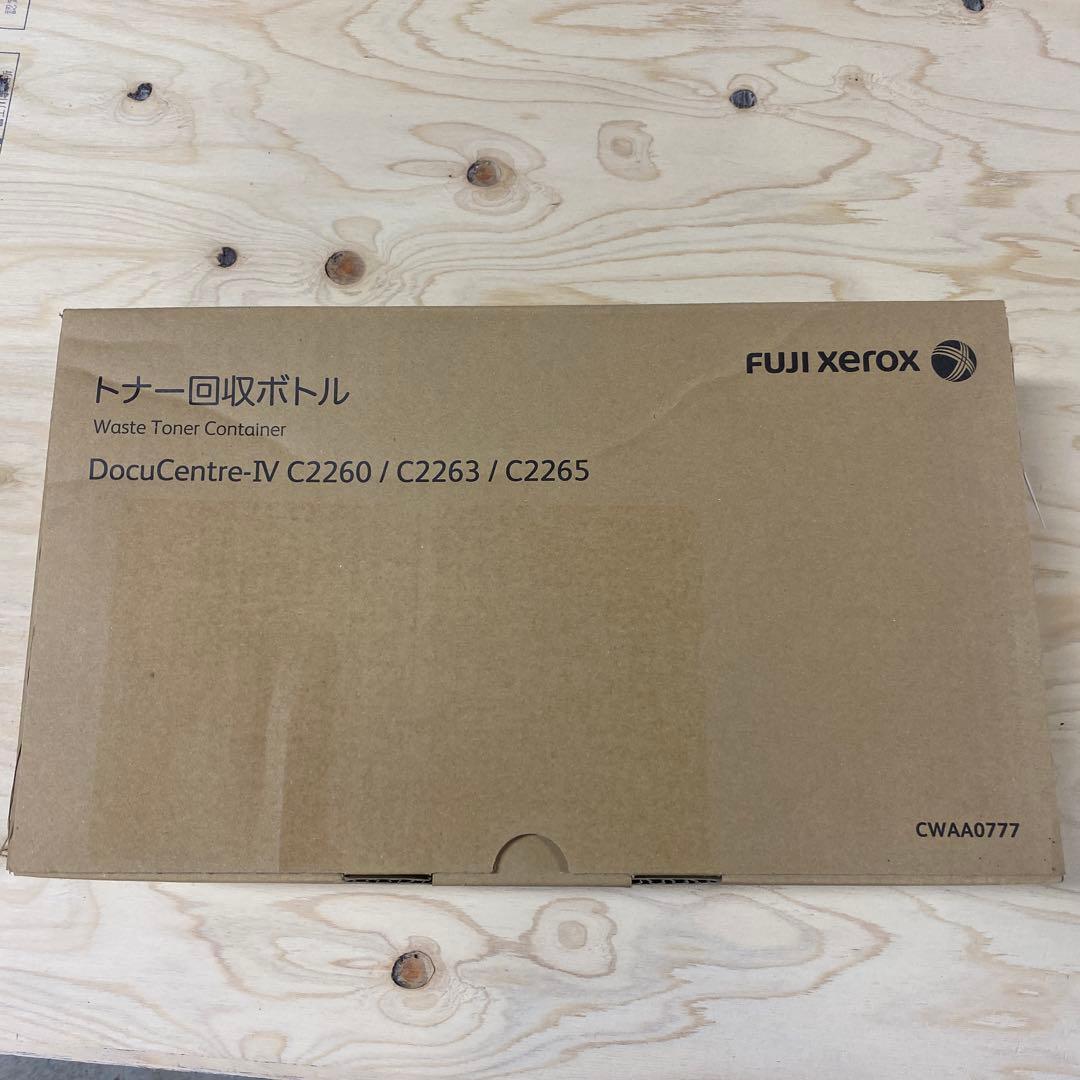 トナー回収ボトル
Waste Toner Container
DocuCentre-IV C2260 / C2263 / C2265
FUJI xerox
CWAA0777